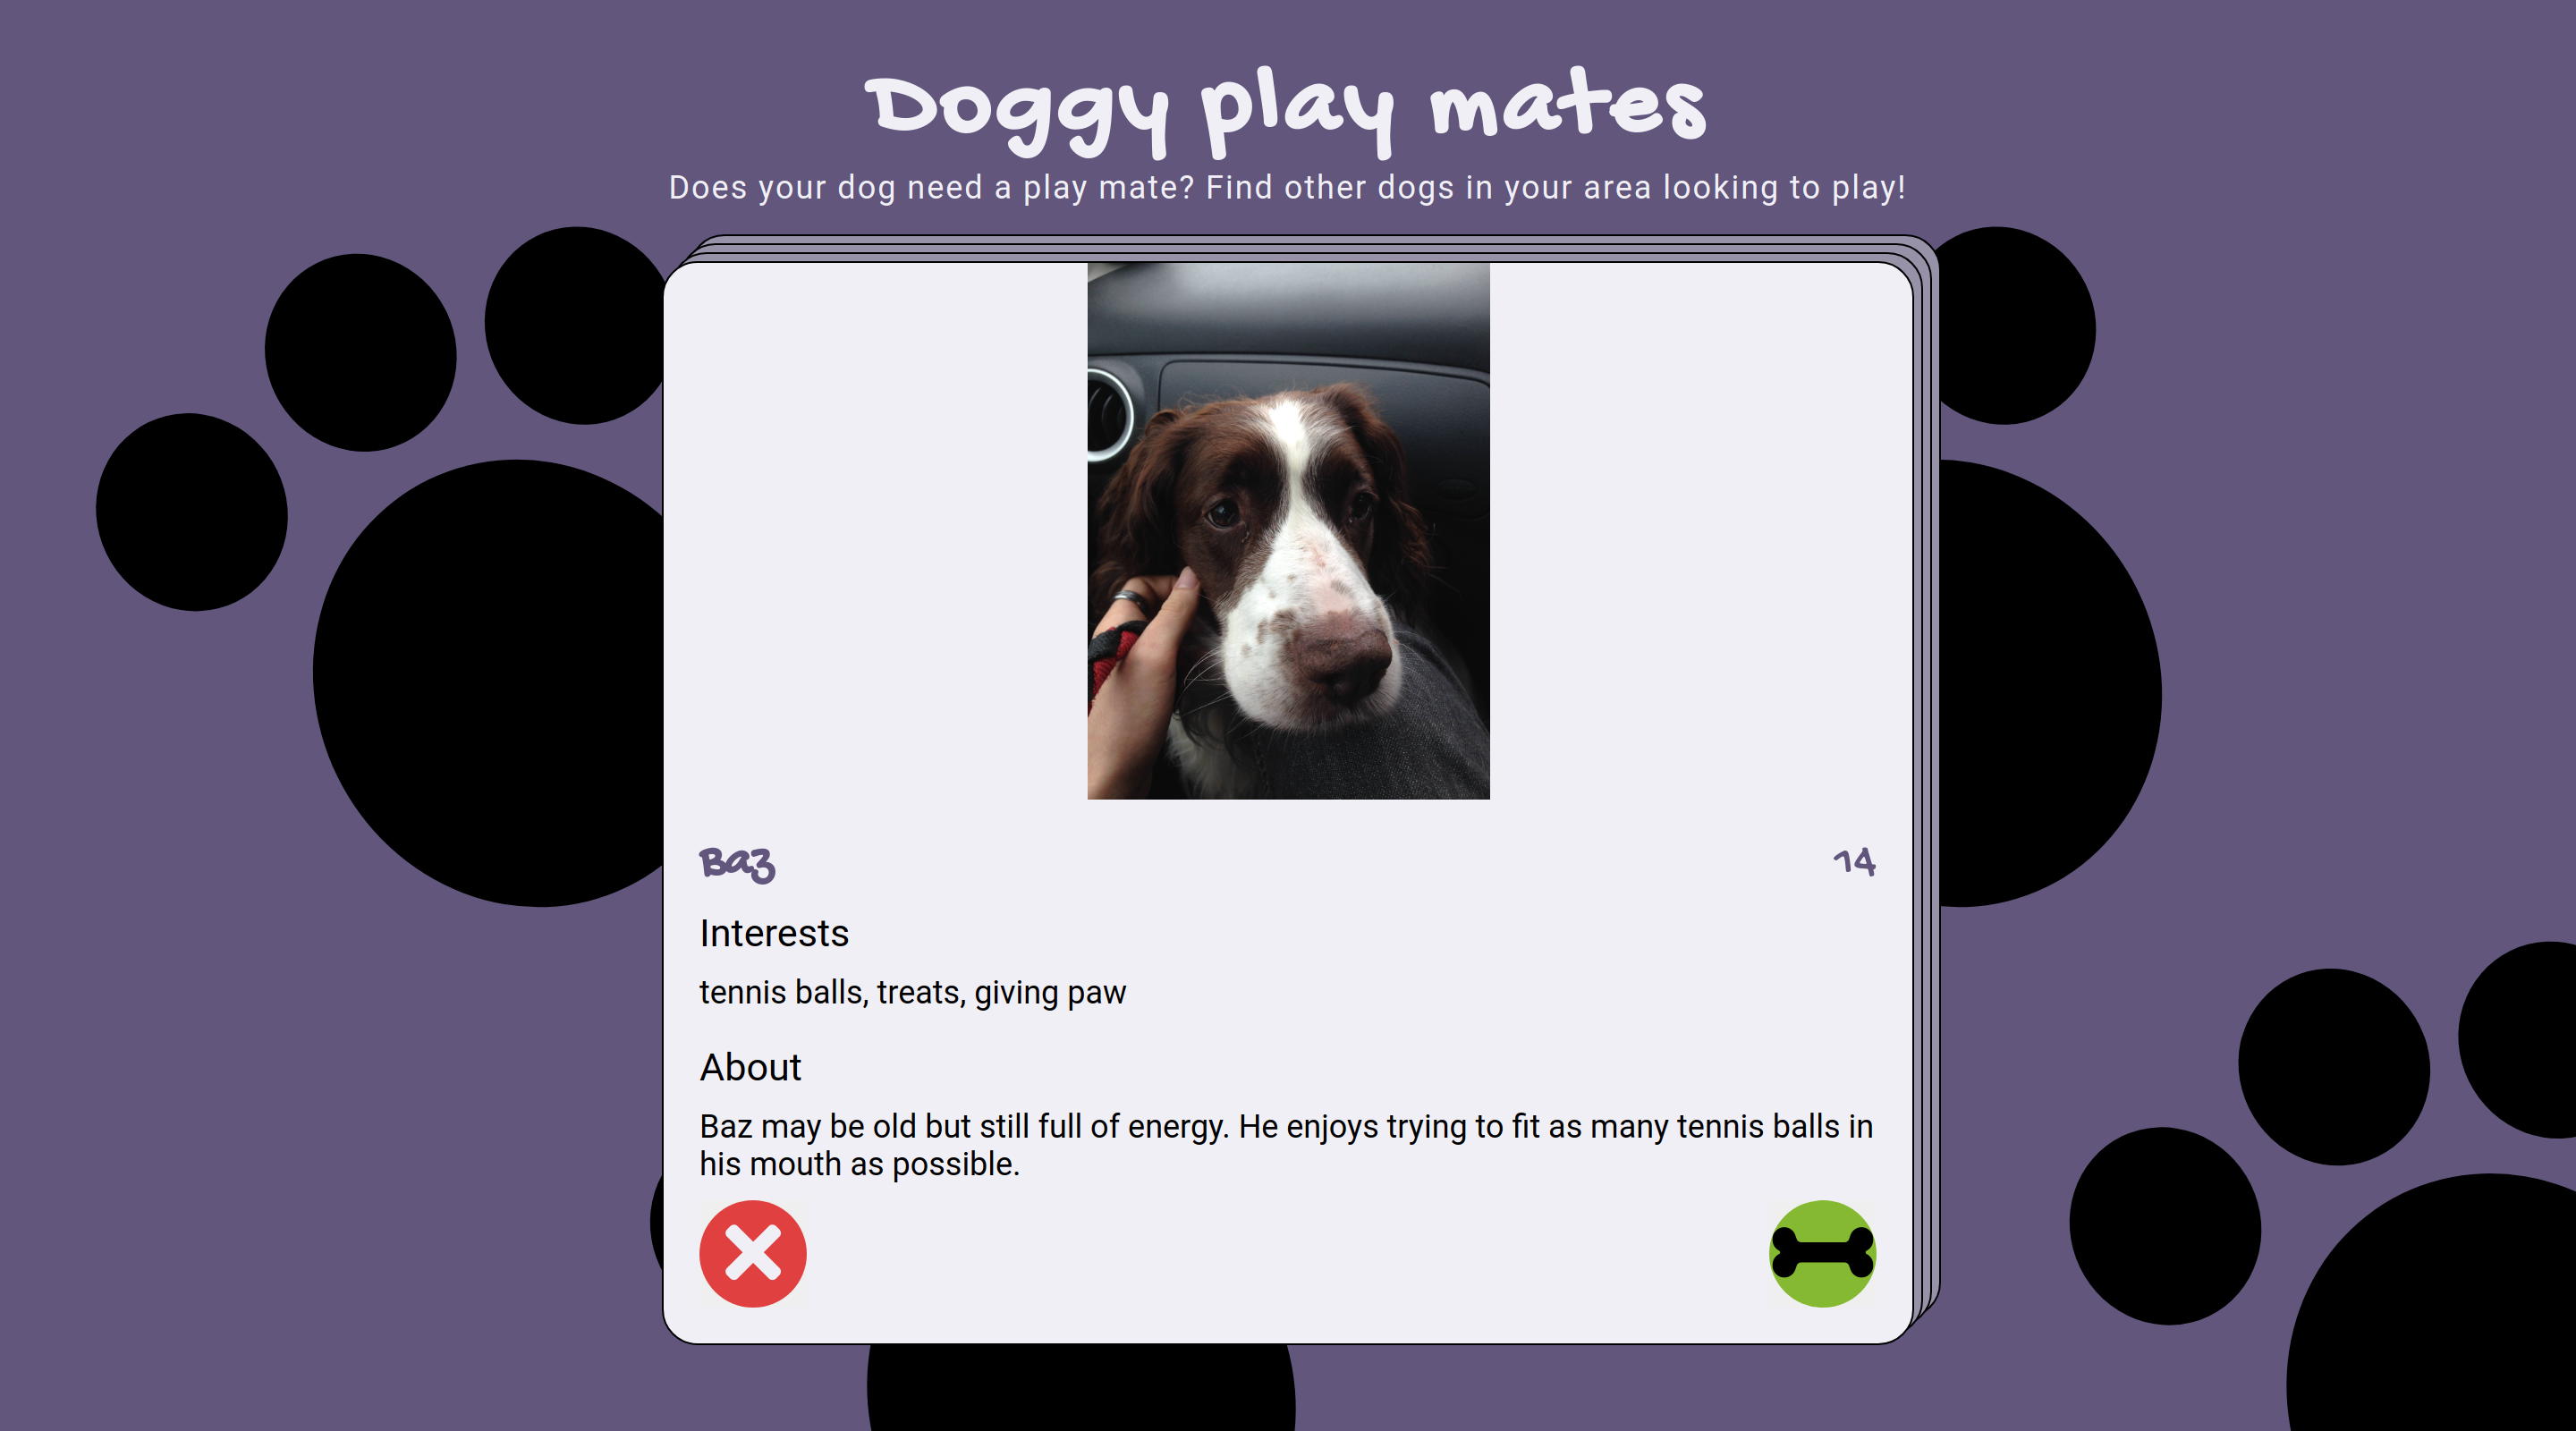 Doggy play mates
Does your dog need a play mate? Find other dogs in your area looking to play!
Baz 14
Interests
tennis balls, treats, giving paw
About
Baz may be old but still full of energy. He enjoys trying to fit as many tennis balls in
his mouth as possible.